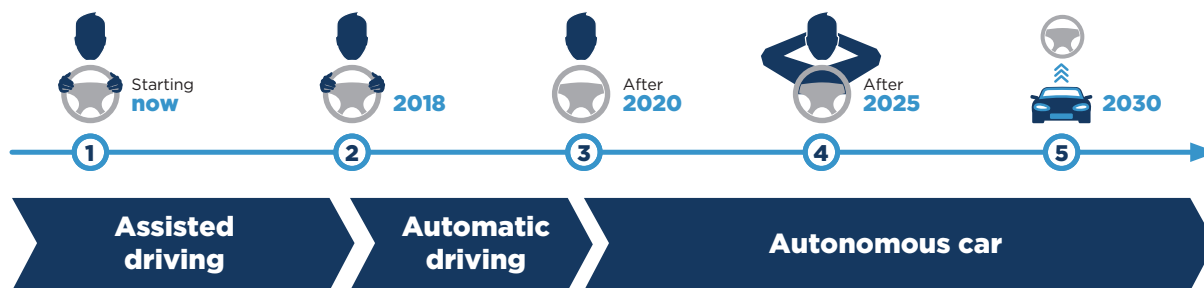 Starting
now
2018
After
2020
After
2025
2030
1
2
3
4
5
Assisted
driving
Automatic
driving
Autonomous car